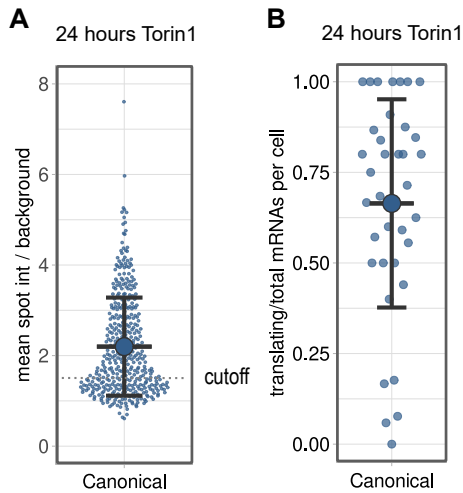 A
24 hours Torin1
mean spot int / background
8
6
4
2
0
cutoff
Canonical
B
24 hours Torin1
translating/total mRNAs per cell
1.00
0.75
0.50
0.25
0.00
Canonical